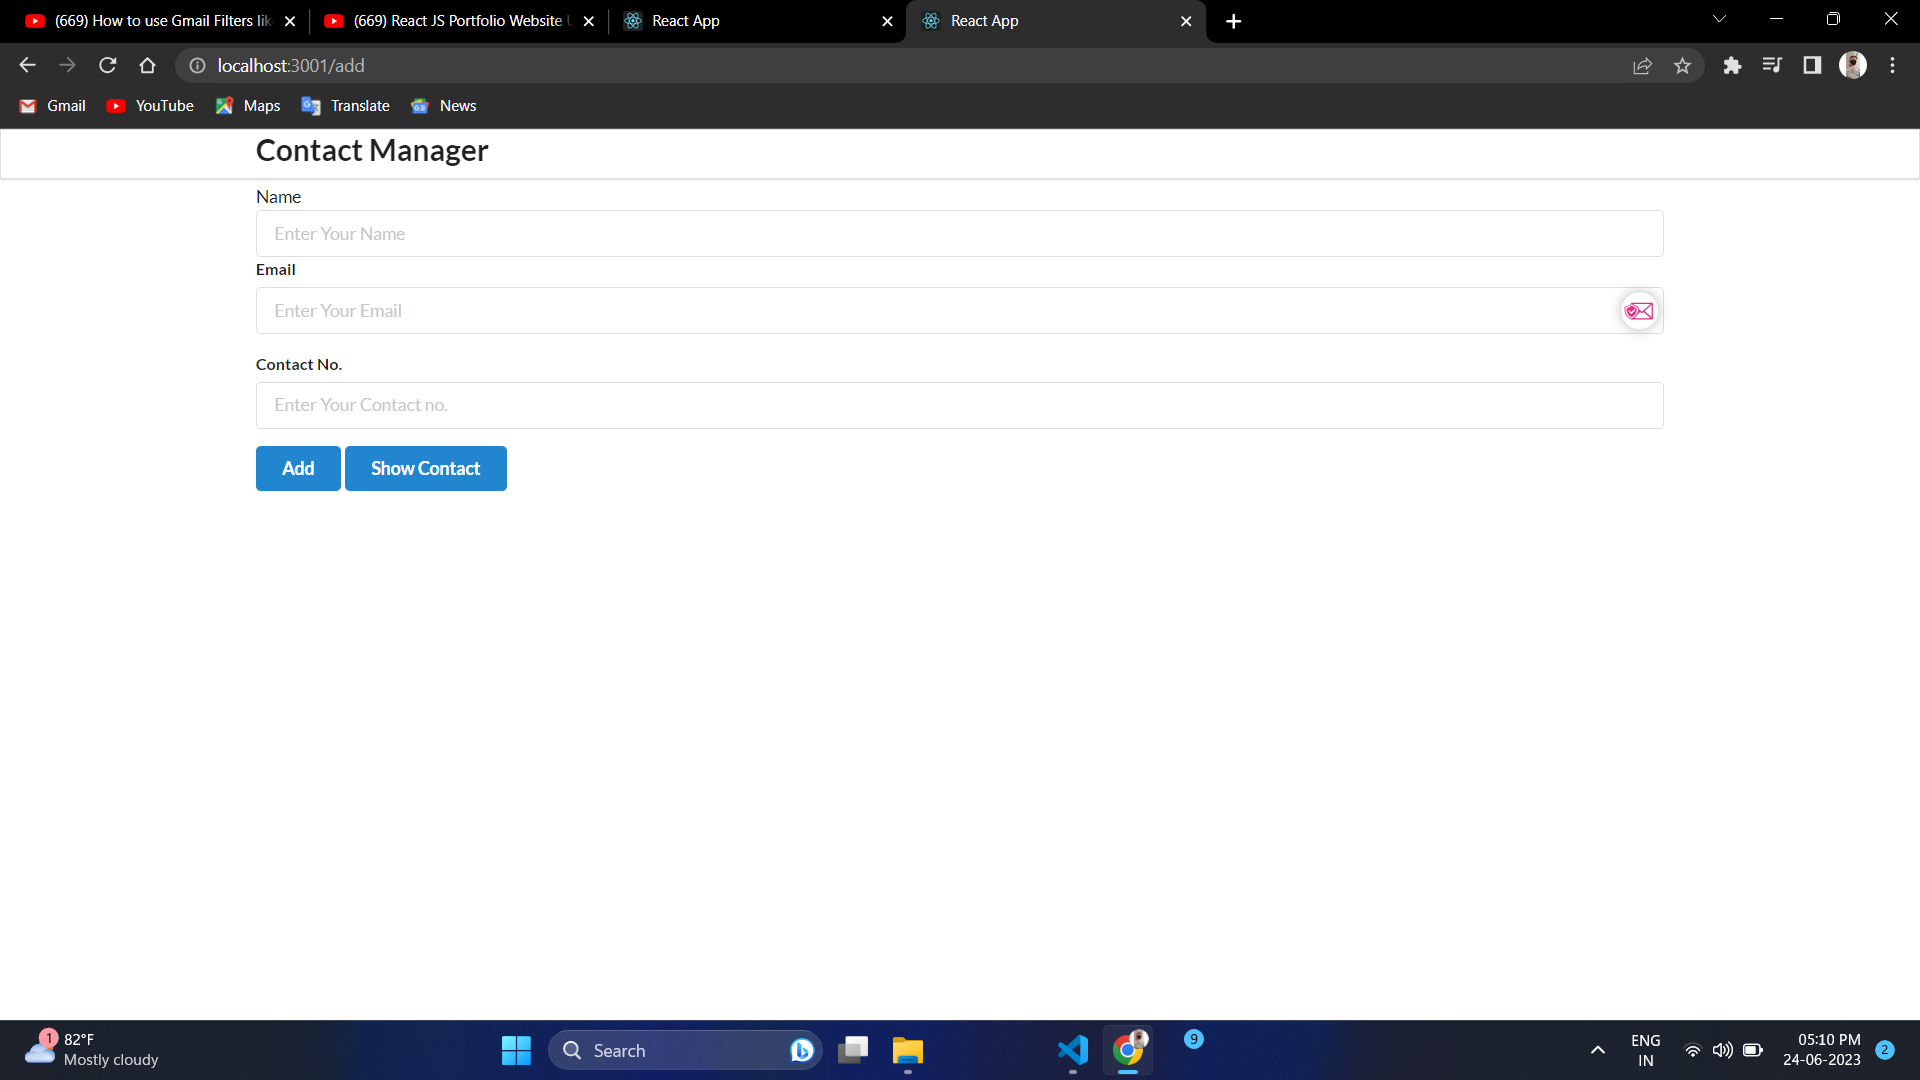 (669) How to use Gmail Filters lik
(669) React JS Portfolio Website U
React App
React App
localhost:3001/add
Gmail
YouTube
Maps
Translate
News
Contact Manager
Name
Enter Your Name
Email
Enter Your Email
Contact No.
Enter Your Contact no.
Add
Show Contact
1
82°F
Mostly cloudy
Search
9
ENG
IN
05:10 PM
24-06-2023
2